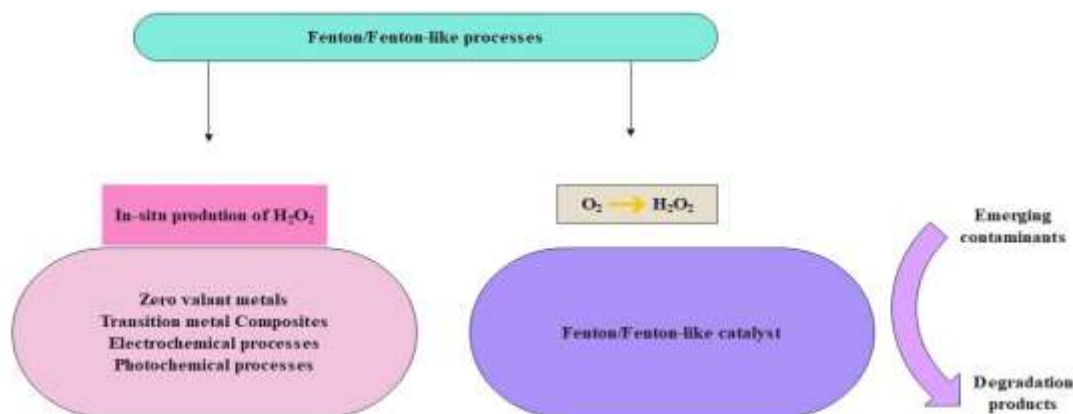 Fenton/Fenton-like processes
In-situ prodution of H₂O₂
O₂ → H₂O₂
Zero valant metals
Transition metal Composites
Electrochemical processes
Photochemical processes
Fenton/Fenton-like catalyst
Emerging
contaminants
Degradation
products